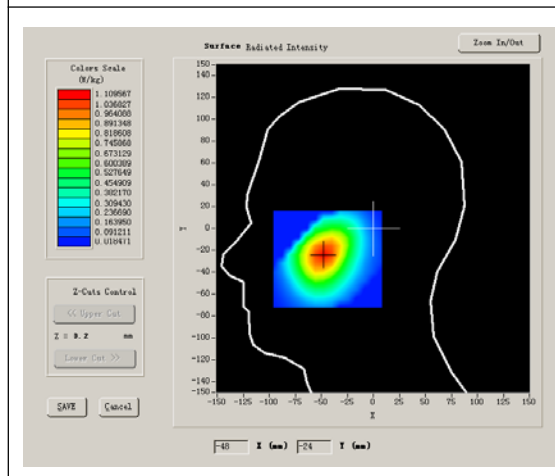 Surface Radiated Intensity
Zoom In/Out
Colors Scale
(W/kg)
1.109567
1.036827
0.964088
0.891348
0.818608
0.745868
0.673129
0.600389
0.527649
0.454909
0.382170
0.309430
0.236690
0.163950
0.091211
0.018471
Z-Cuts Control
<< Upper Cut
Z = 0.2 mm
Lower Cut >>
SAVE
Cancel
150
120
100
80
60
40
20
0
-20
-40
-60
-80
-100
-120
-150
Y
-150 -125 -100 -75 -50 -25 0 25 50 75 100 125 150
X
-48 X (mm) -24 Y (mm)